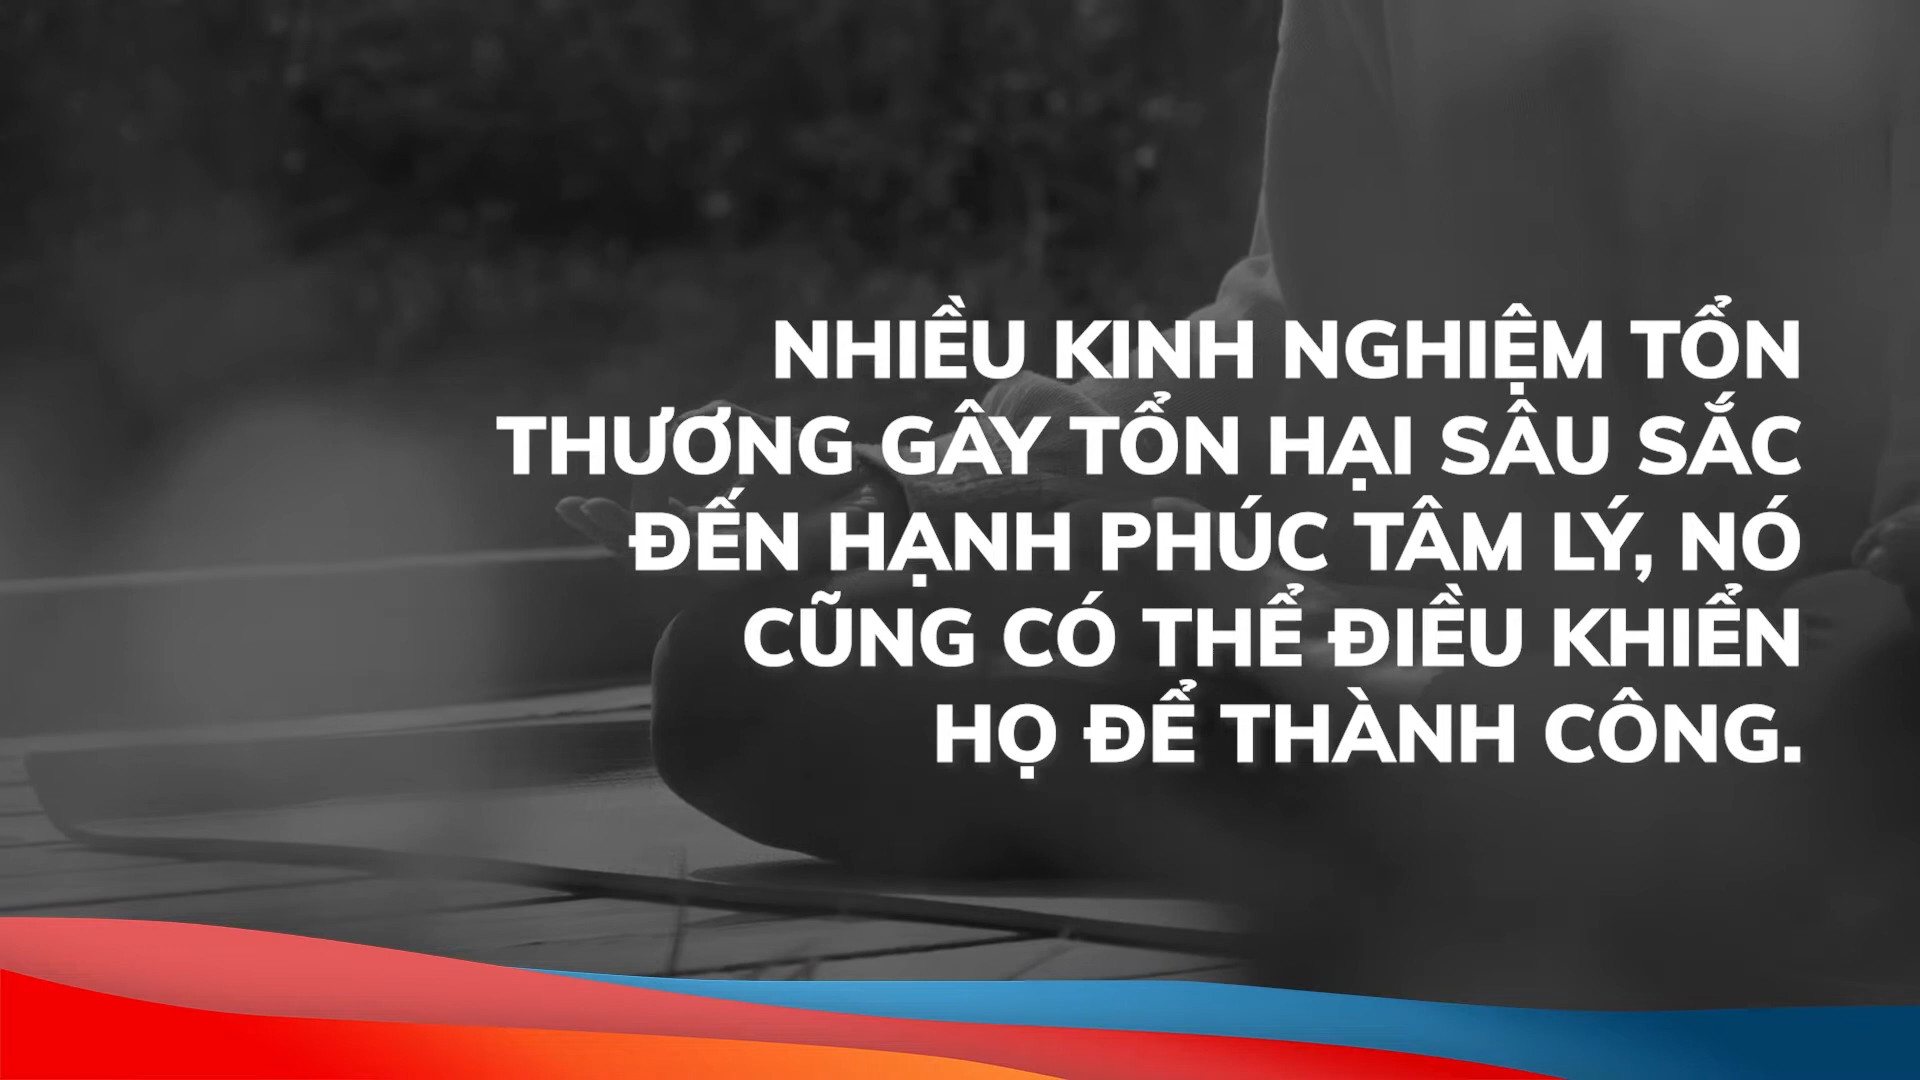 NHIỀU KINH NGHIỆM TỔN
THƯƠNG GÂY TỔN HẠI SÂU SẮC
ĐẾN HẠNH PHÚC TÂM LÝ, NÓ
CŨNG CÓ THỂ ĐIỀU KHIỂN
HỌ ĐỂ THÀNH CÔNG.